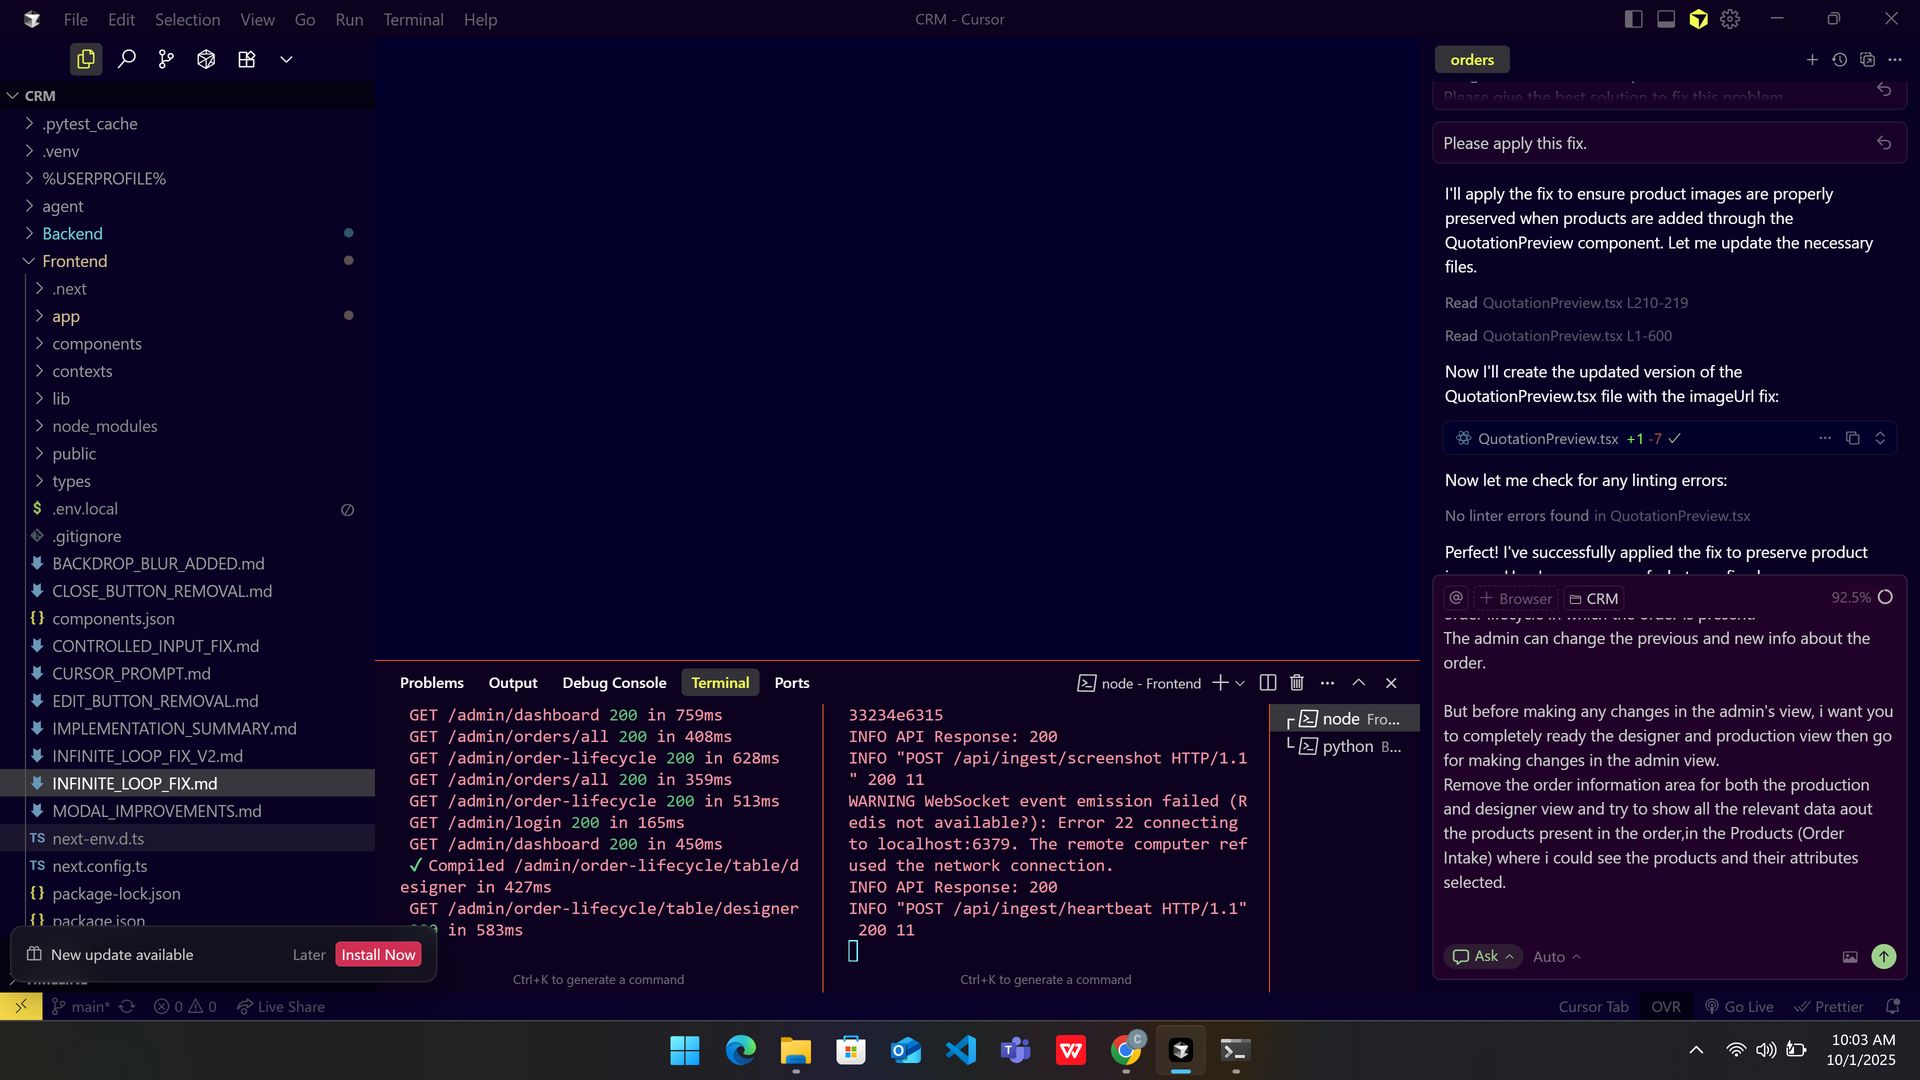 File Edit Selection View Go Run Terminal Help
CRM - Cursor
CRM
.pytest_cache
.venv
%USERPROFILE%
agent
Backend
Frontend
.next
app
components
contexts
lib
node_modules
public
types
$ .env.local
.gitignore
BACKDROP_BLUR_ADDED.md
CLOSE_BUTTON_REMOVAL.md
{} components.json
CONTROLLED_INPUT_FIX.md
CURSOR_PROMPT.md
EDIT_BUTTON_REMOVAL.md
IMPLEMENTATION_SUMMARY.md
INFINITE_LOOP_FIX_V2.md
INFINITE_LOOP_FIX.md
MODAL_IMPROVEMENTS.md
TS next-env.d.ts
TS next.config.ts
{} package-lock.json
{} package.json
New update available Later Install Now
Problems Output Debug Console Terminal Ports
node - Frontend
GET /admin/dashboard 200 in 759ms
GET /admin/orders/all 200 in 408ms
GET /admin/order-lifecycle 200 in 628ms
GET /admin/orders/all 200 in 359ms
GET /admin/order-lifecycle 200 in 513ms
GET /admin/login 200 in 165ms
GET /admin/dashboard 200 in 450ms
✓ Compiled /admin/order-lifecycle/table/d
esigner in 427ms
GET /admin/order-lifecycle/table/designer
in 583ms
Ctrl+K to generate a command
33234e6315
INFO API Response: 200
INFO "POST /api/ingest/screenshot HTTP/1.1
" 200 11
WARNING WebSocket event emission failed (R
edis not available?): Error 22 connecting
to localhost:6379. The remote computer ref
used the network connection.
INFO API Response: 200
INFO "POST /api/ingest/heartbeat HTTP/1.1"
200 11
Ctrl+K to generate a command
node Fro...
python B...
orders
Please give the best solution to fix this problem
Please apply this fix.
I'll apply the fix to ensure product images are properly
preserved when products are added through the
QuotationPreview component. Let me update the necessary
files.
Read QuotationPreview.tsx L210-219
Read QuotationPreview.tsx L1-600
Now I'll create the updated version of the
QuotationPreview.tsx file with the imageUrl fix:
QuotationPreview.tsx +1 -7
Now let me check for any linting errors:
No linter errors found in QuotationPreview.tsx
Perfect! I've successfully applied the fix to preserve product
@ + Browser CRM 92.5%
order lifecycle in which the order is present.
The admin can change the previous and new info about the
order.
But before making any changes in the admin's view, i want you
to completely ready the designer and production view then go
for making changes in the admin view.
Remove the order information area for both the production
and designer view and try to show all the relevant data aout
the products present in the order,in the Products (Order
Intake) where i could see the products and their attributes
selected.
Ask Auto
main* 0 0 Live Share
Cursor Tab OVR Go Live Prettier
10:03 AM
10/1/2025